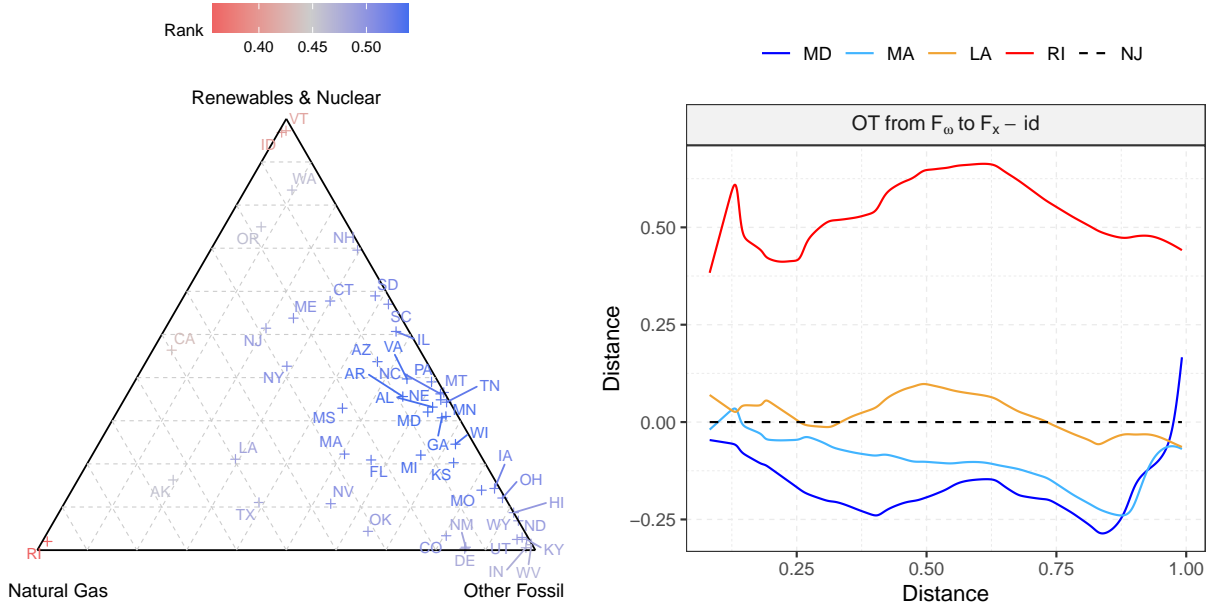 Rank
0.40 0.45 0.50
Renewables & Nuclear
VT
ID
WA
OR
NH
SD
CT
ME
SC
CA
NJ
IL
VA
AZ
PA
NY
NC
AR
MT
TN
NE
AL
MS
MD
MN
GA
WI
MA
LA
FL
MI
KS
IA
AK
OH
NV
MO
TX
HI
OK
NM
WY
ND
CO
UT
KY
RI
DE
IN
WV
Natural Gas
Other Fossil
MD MA LA RI NJ
OT from Fω to Fx − id
Distance
0.50
0.25
0.00
−0.25
0.25 0.50 0.75 1.00
Distance